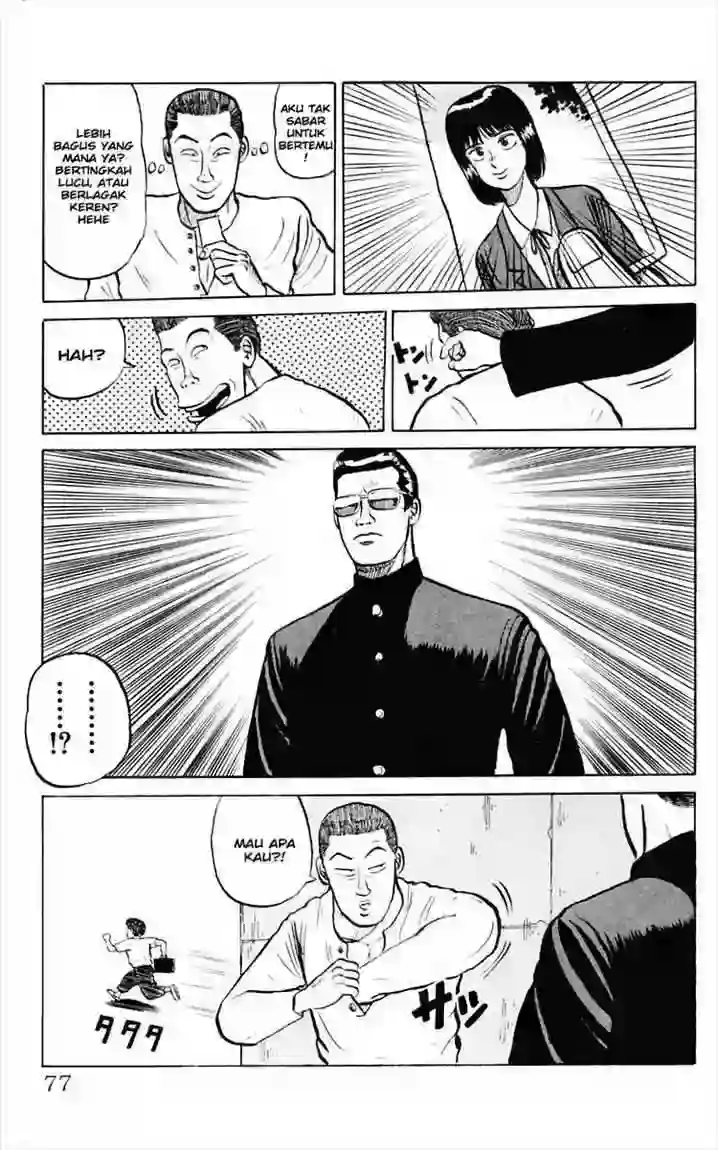 AKU TAK
SABAR
UNTUK
BERTEMU
!
LEBIH
BAGUS YANG
MANA YA?
BERTINGKAH
LUCU, ATAU
BERLAGAK
KEREN?
HEHE
トン
トン
HAH?
…………
………!?
MAU APA
KAU?!
サッ
タタタ
77